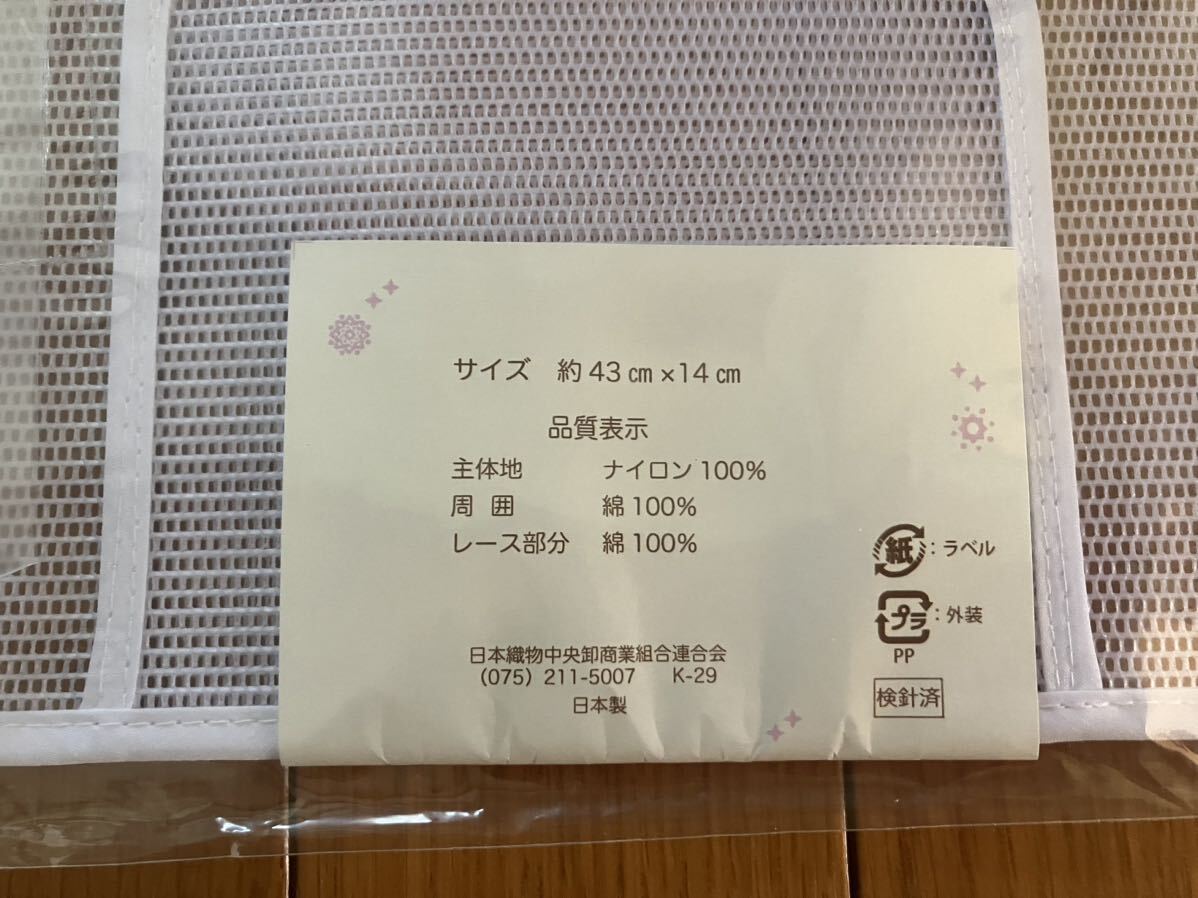 サイズ 約43㎝×14㎝
品質表示
主体地 ナイロン100%
周 囲 綿100%
レース部分 綿100%
紙:ラベル
プラ:外装
PP
日本織物中央卸商業組合連合会
(075) 211-5007 K-29
日本製
検針済